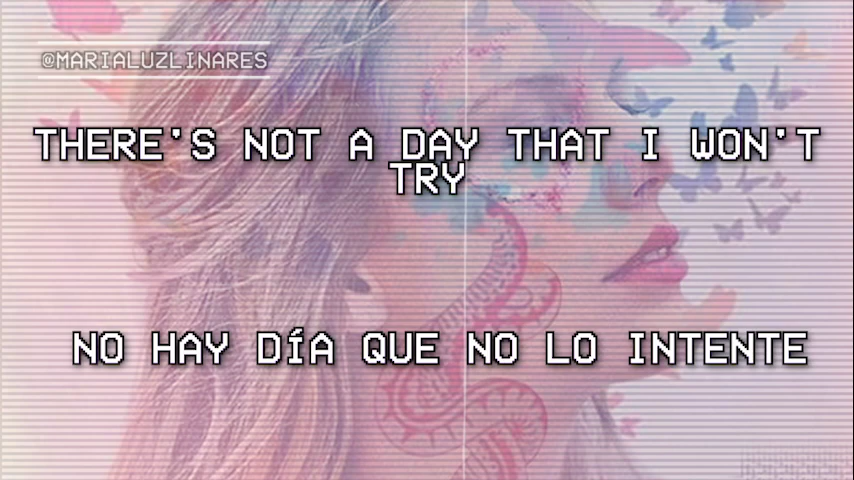 @MARIALUZLINARES
THERE'S NOT A DAY THAT I WON'T
TRY
NO HAY DÍA QUE NO LO INTENTE